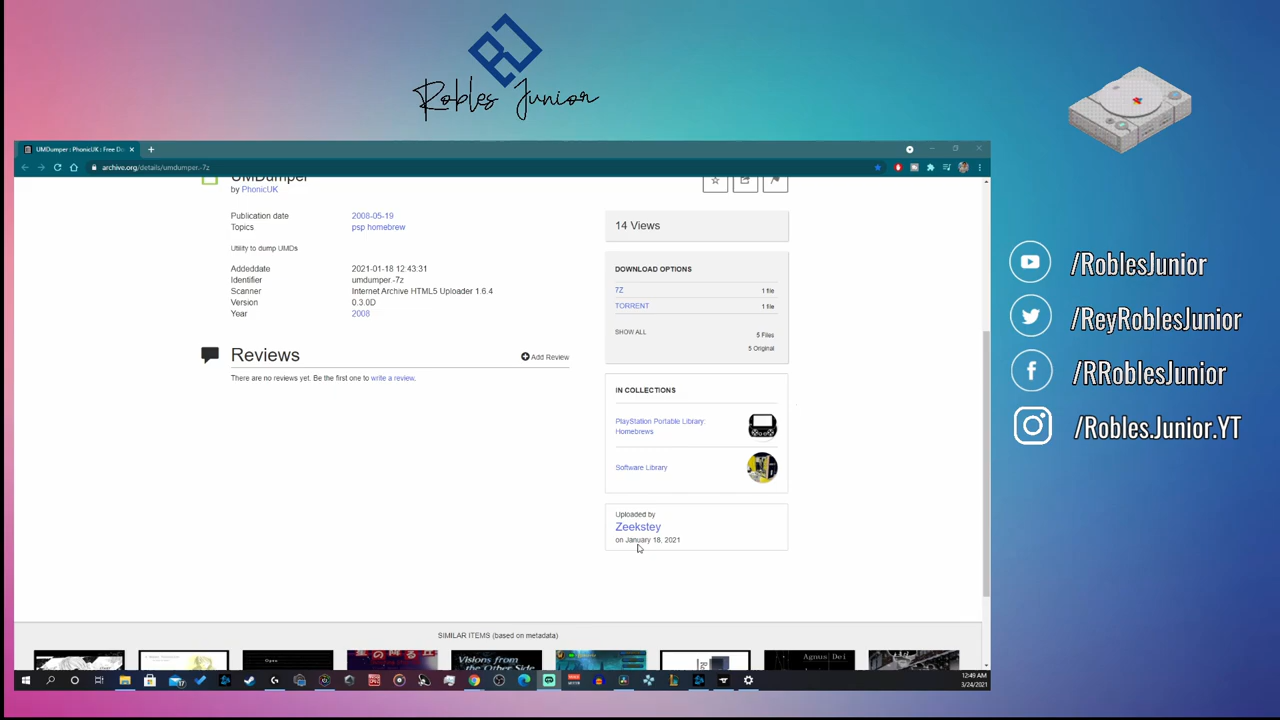 Robles Junior
UMDumper : PhonicUK : Free Do
archive.org/details/umdumper.-7z
UMDumper
by PhonicUK
Publication date 2008-05-19
Topics psp homebrew
Utility to dump UMDs
Addeddate 2021-01-18 12:43:31
Identifier umdumper.-7z
Scanner Internet Archive HTML5 Uploader 1.6.4
Version 0.3.0D
Year 2008
Reviews
Add Review
There are no reviews yet. Be the first one to write a review.
14 Views
DOWNLOAD OPTIONS
7Z 1 file
TORRENT 1 file
SHOW ALL 5 Files
5 Original
IN COLLECTIONS
PlayStation Portable Library:
Homebrews
Software Library
Uploaded by
Zeekstey
on January 18, 2021
SIMILAR ITEMS (based on metadata)
Visions from
the Other Side
Agnus Dei
12:49 AM
3/24/2021
/RoblesJunior
/ReyRoblesJunior
/RRoblesJunior
/Robles.Junior.YT